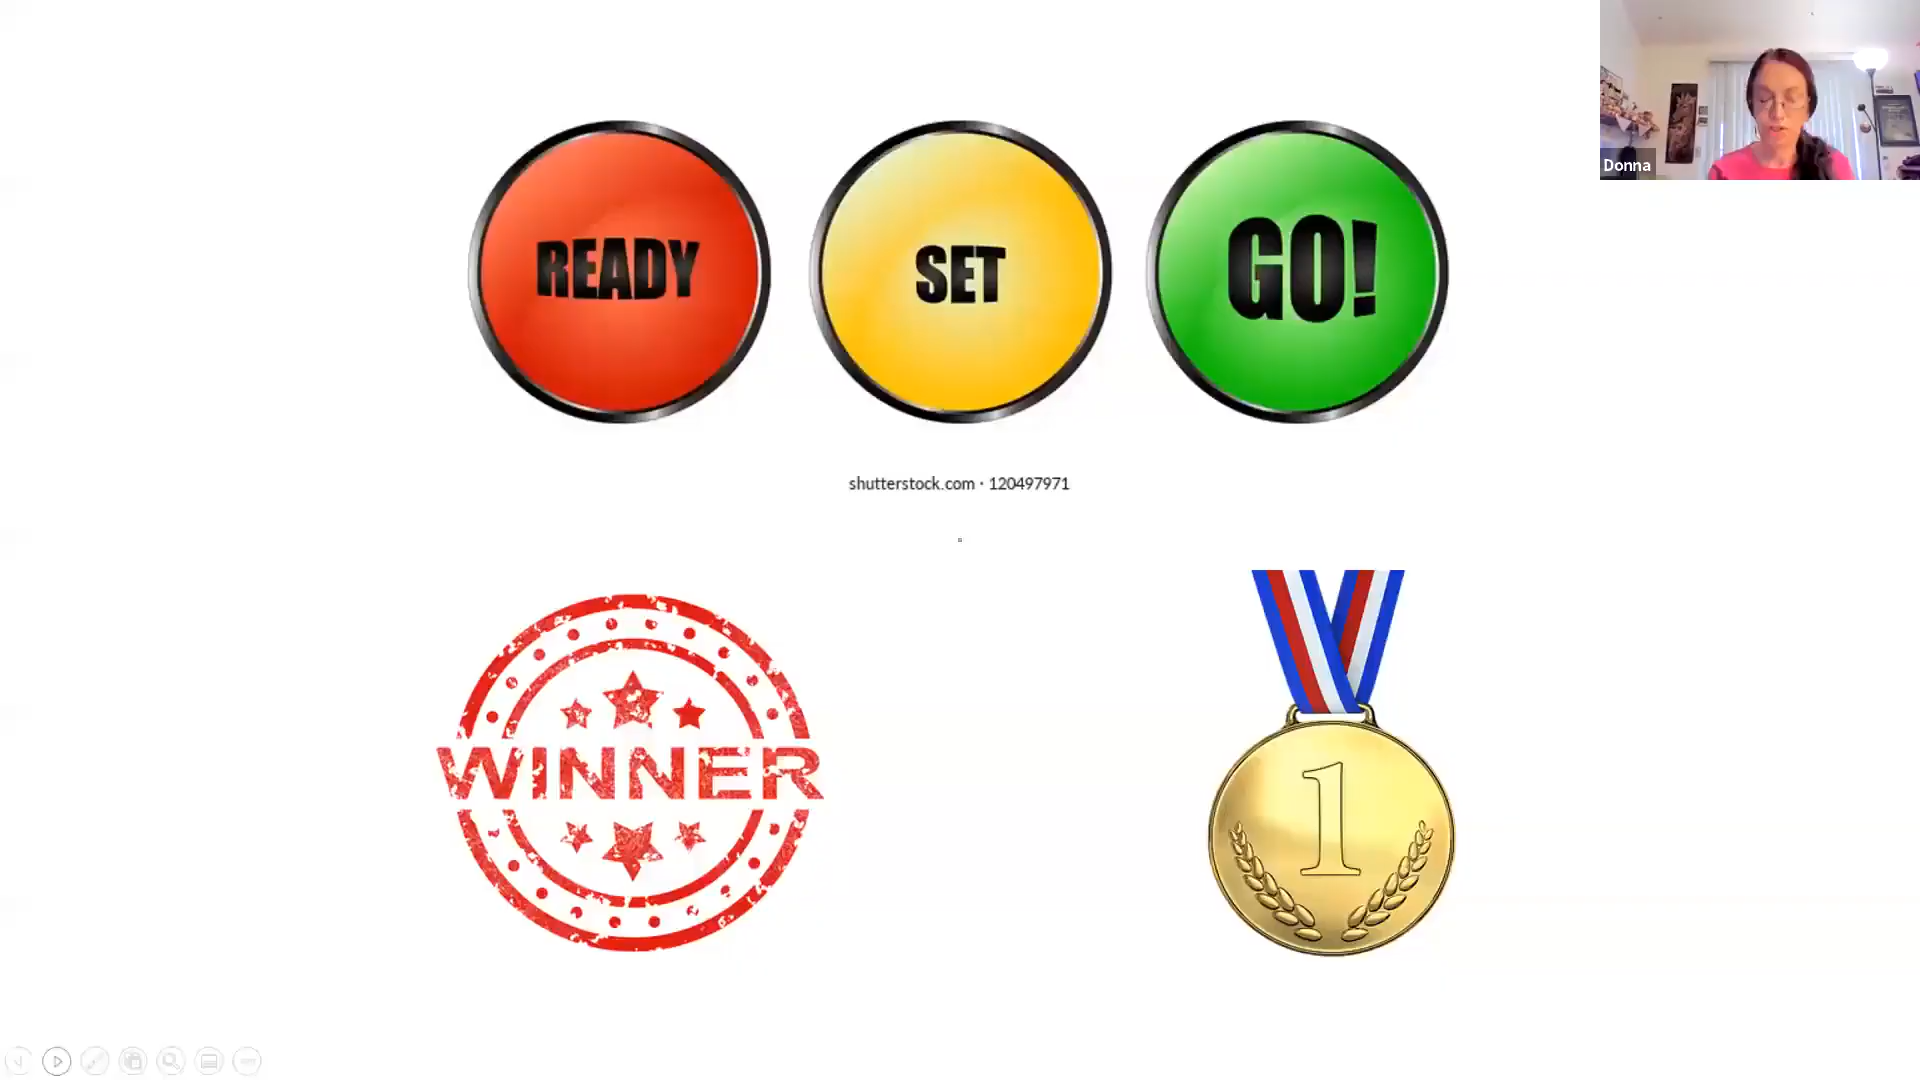 Donna
READY SET GO!
shutterstock.com · 120497971
WINNER
1